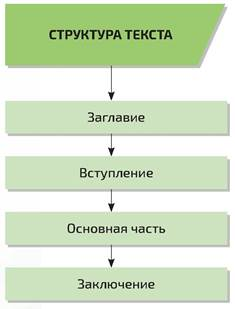 СТРУКТУРА ТЕКСТА
Заглавие
Вступление
Основная часть
Заключение